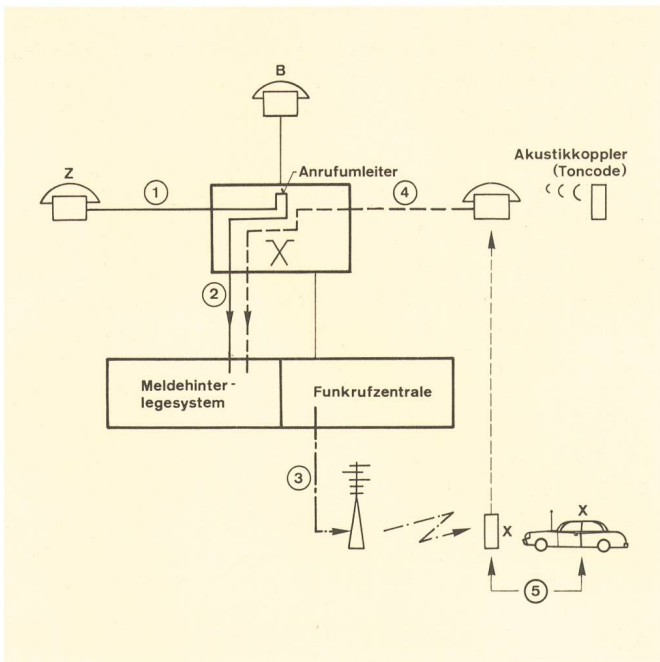 B
Anrufumleiter
Akustikkoppler
(Toncode)
Z
1
4
2
Meldehinter-
legesystem
Funkrufzentrale
3
X
X
5